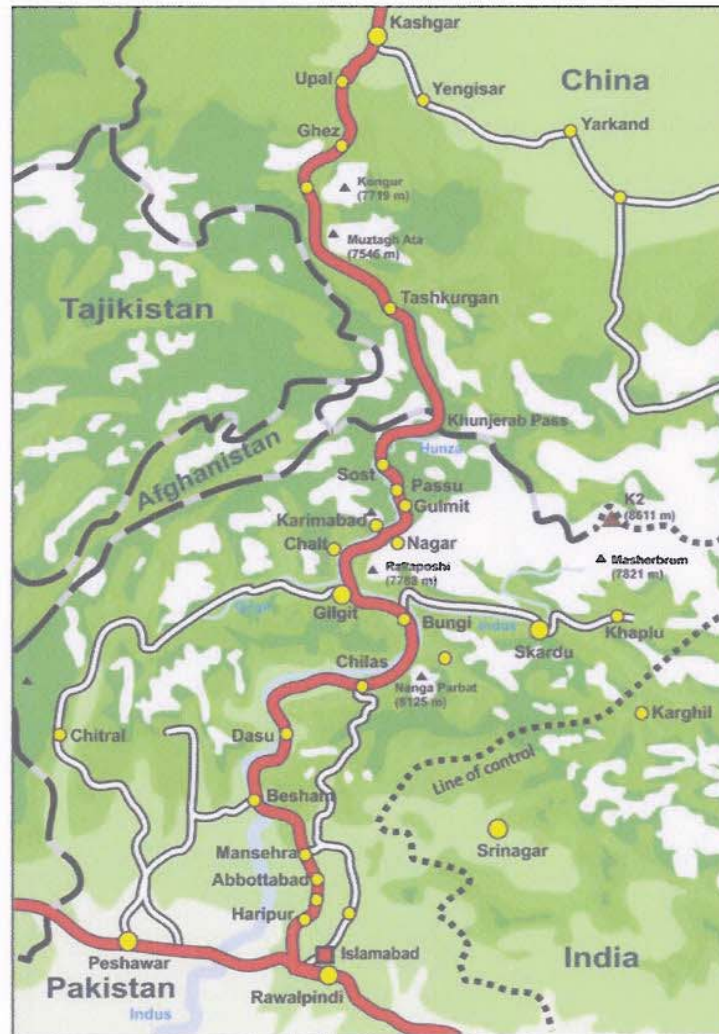 Kashgar
China
Upal
Yengisar
Yarkand
Ghez
Kongur
(7719 m)
Muztagh Ata
(7546 m)
Tajikistan
Tashkurgan
Khunjerab Pass
Hunza
Afghanistan
Sost
Passu
K2
(8611 m)
Gulmit
Karimabad
Chalt
Nagar
Masherbrum
(7821 m)
Rakaposhi
(7788 m)
Gilgit
Gilgit
Bungi
Indus
Khaplu
Skardu
Chilas
Nanga Parbat
(8125 m)
Karghil
Chitral
Dasu
Line of control
Besham
Srinagar
Mansehra
Abbottabad
Haripur
Islamabad
India
Peshawar
Pakistan
Rawalpindi
Indus